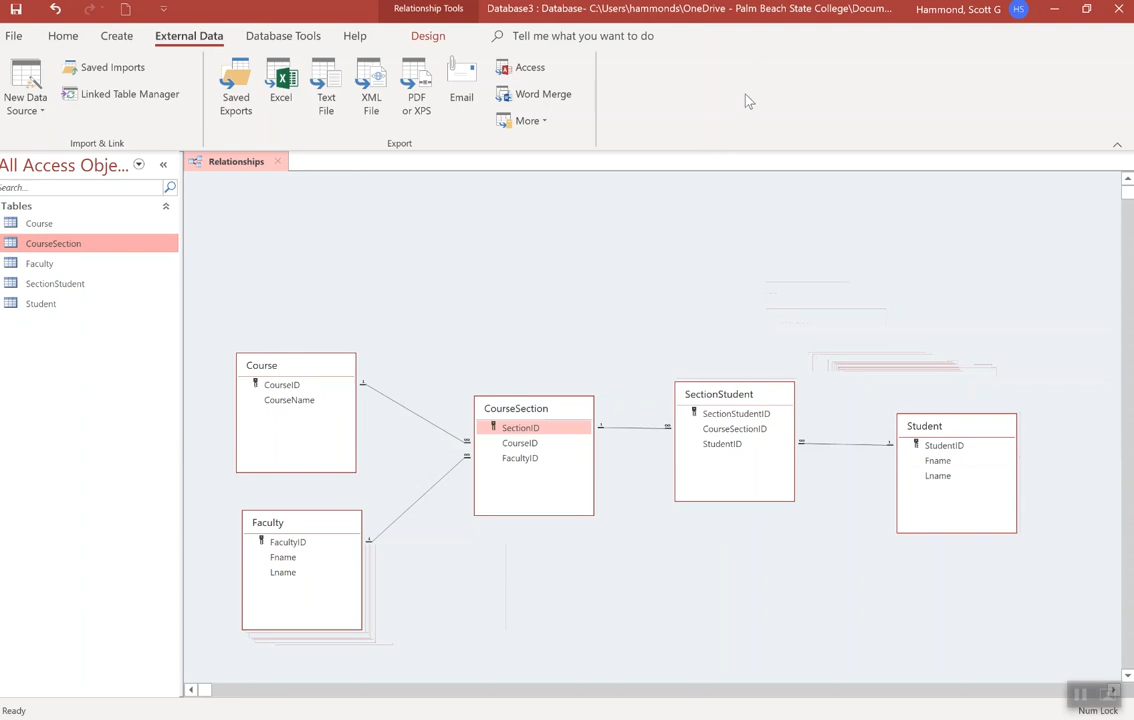 Relationship Tools
Database3 : Database- C:\Users\hammonds\OneDrive - Palm Beach State College\Docum...
Hammond, Scott G
HS
File
Home
Create
External Data
Database Tools
Help
Design
Tell me what you want to do
New Data Source
Saved Imports
Linked Table Manager
Saved Exports
Excel
Text File
XML File
PDF or XPS
Email
Access
Word Merge
More
Import & Link
Export
All Access Obje...
Search...
Tables
Course
CourseSection
Faculty
SectionStudent
Student
Relationships
Course
CourseID
CourseName
Faculty
FacultyID
Fname
Lname
CourseSection
SectionID
CourseID
FacultyID
SectionStudent
SectionStudentID
CourseSectionID
StudentID
Student
StudentID
Fname
Lname
1
∞
∞
1
1
∞
∞
1
Ready
Num Lock